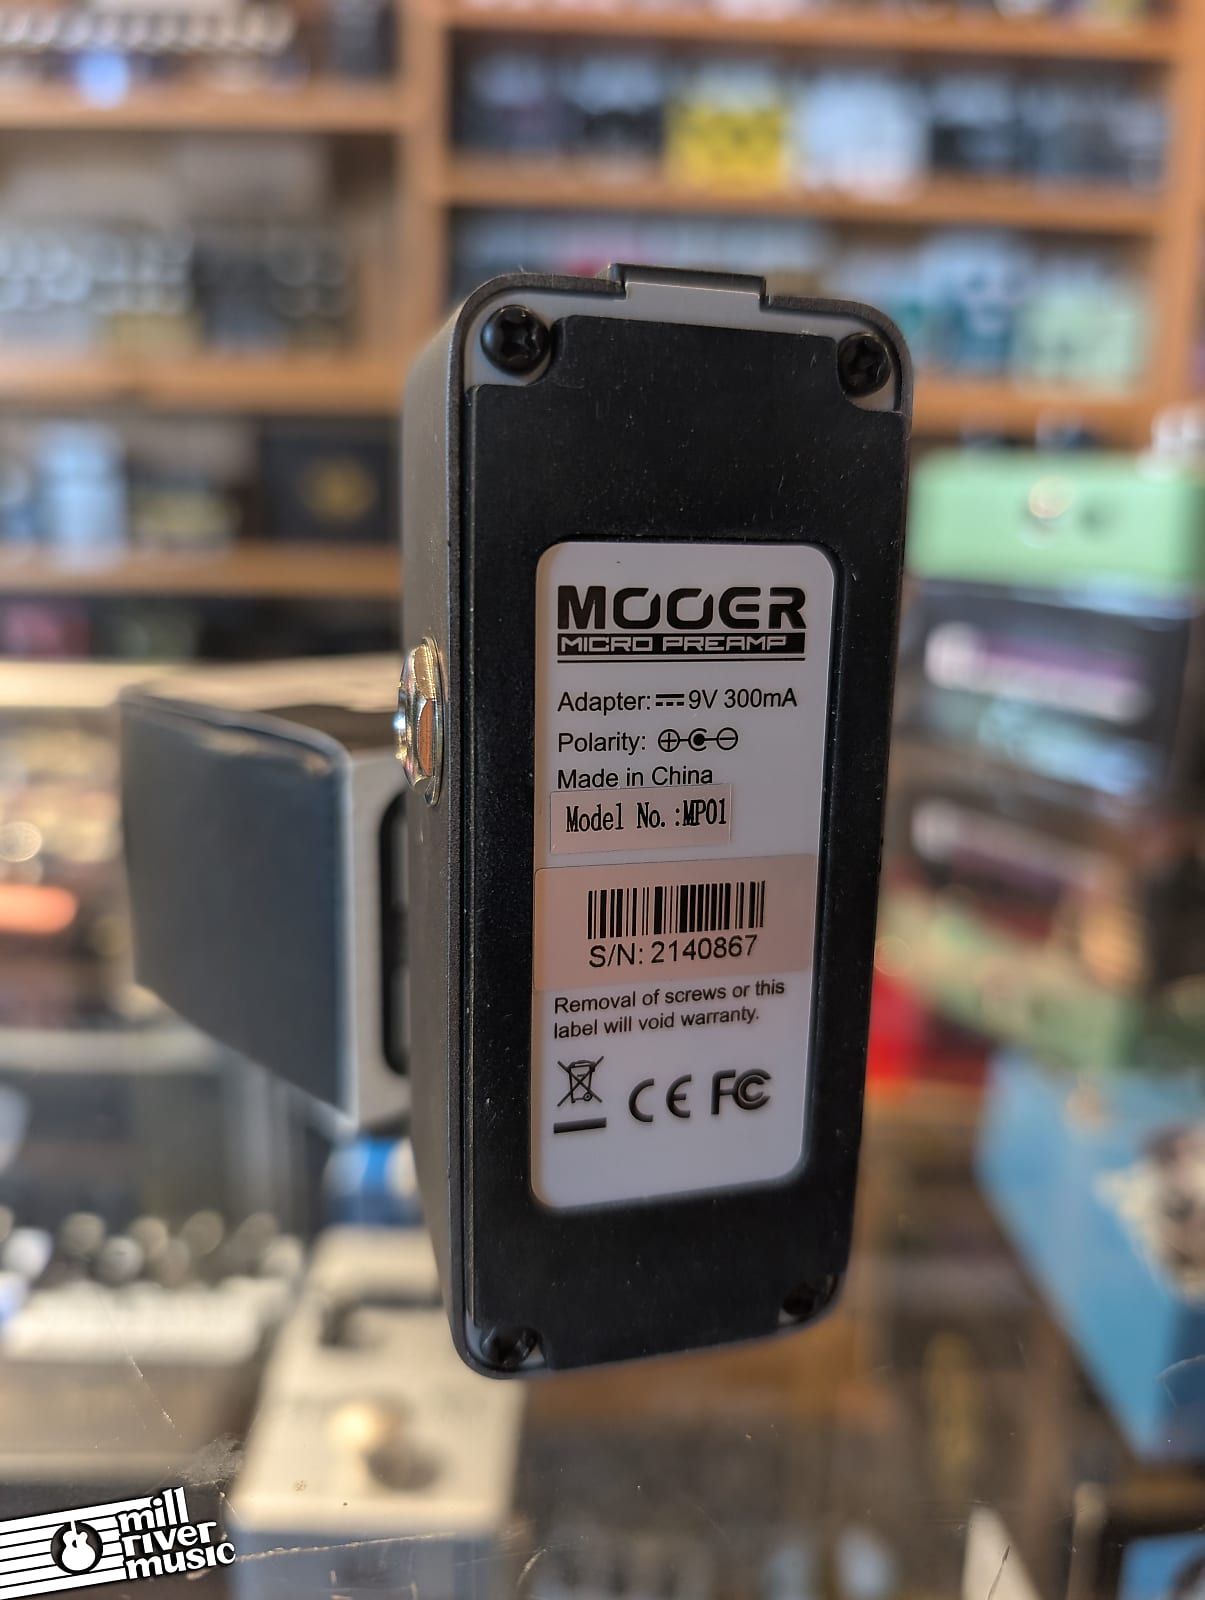 MOOER
MICRO PREAMP
Adapter: 9V 300mA
Polarity:
Made in China
Model No.:MP01
S/N: 2140867
Removal of screws or this
label will void warranty.
CE FC
mill
river
music